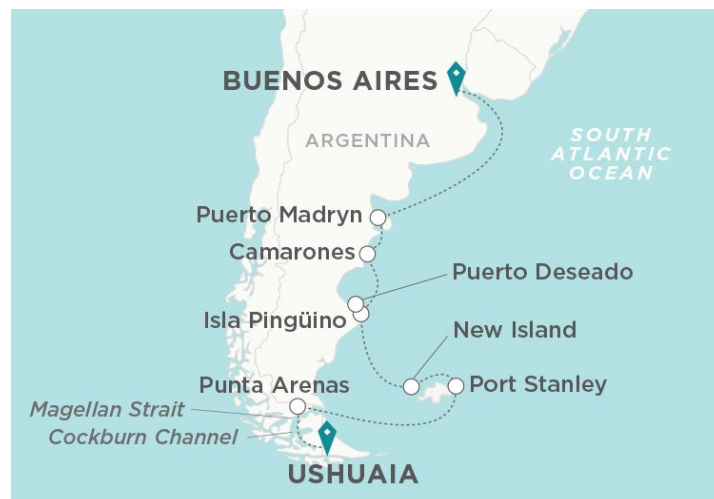 BUENOS AIRES
ARGENTINA
SOUTH
ATLANTIC
OCEAN
Puerto Madryn
Camarones
Puerto Deseado
Isla Pingüino
New Island
Punta Arenas
Port Stanley
Magellan Strait
Cockburn Channel
USHUAIA